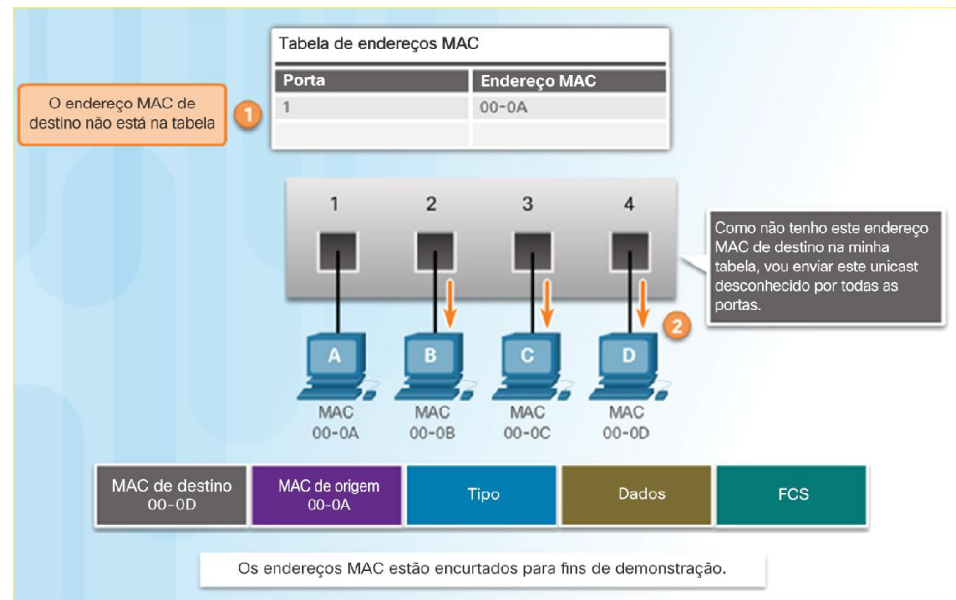 Tabela de endereços MAC
Porta Endereço MAC
1 00-0A
O endereço MAC de
destino não está na tabela
1
1 2 3 4
Como não tenho este endereço
MAC de destino na minha
tabela, vou enviar este unicast
desconhecido por todas as
portas.
2
A B C D
MAC MAC MAC MAC
00-0A 00-0B 00-0C 00-0D
MAC de destino
00-0D
MAC de origem
00-0A
Tipo
Dados
FCS
Os endereços MAC estão encurtados para fins de demonstração.